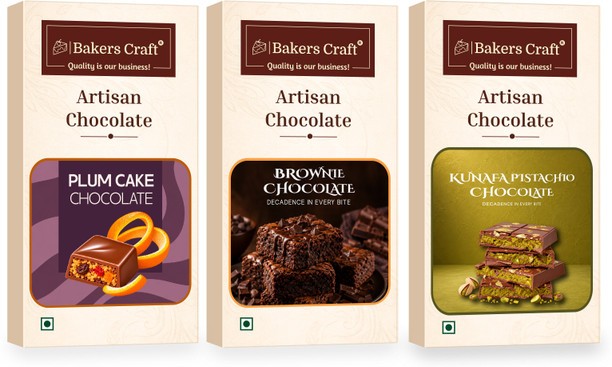 Bakers Craft
Quality is our business!
Artisan
Chocolate
PLUM CAKE
CHOCOLATE
Bakers Craft
Quality is our business!
Artisan
Chocolate
BROWNIE
CHOCOLATE
DECADENCE IN EVERY BITE
Bakers Craft
Quality is our business!
Artisan
Chocolate
KUNAFA PISTACHIO
CHOCOLATE
DECADENCE IN EVERY BITE